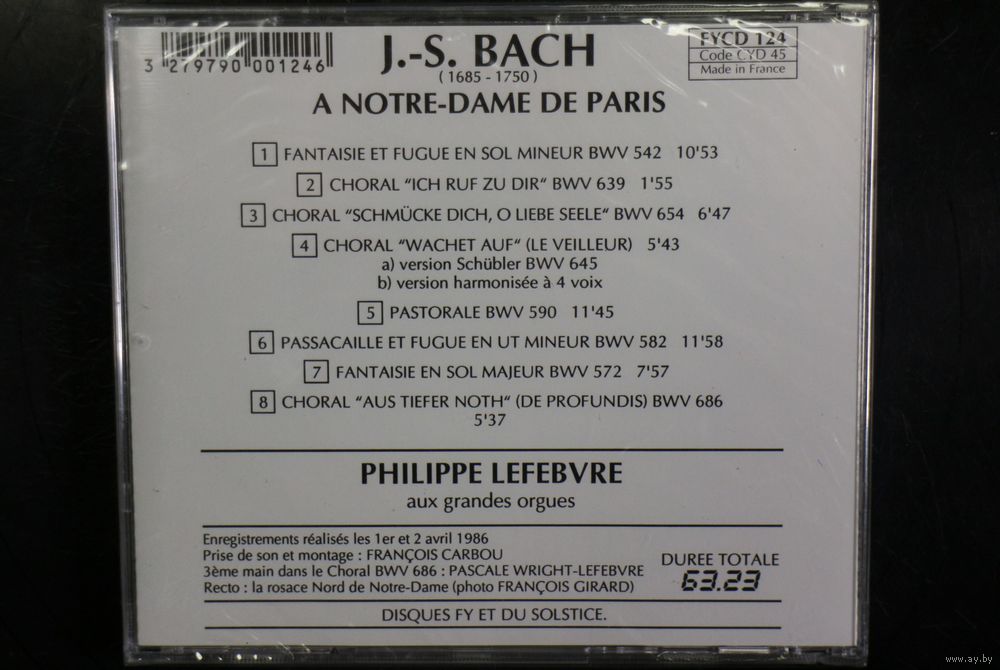 3 279790 001246
J.-S. BACH
(1685 - 1750)
A NOTRE-DAME DE PARIS
FYCD 124
Code CYD 45
Made in France
1 FANTAISIE ET FUGUE EN SOL MINEUR BWV 542 10'53
2 CHORAL "ICH RUF ZU DIR" BWV 639 1'55
3 CHORAL "SCHMÜCKE DICH, O LIEBE SEELE" BWV 654 6'47
4 CHORAL "WACHET AUF" (LE VEILLEUR) 5'43
a) version Schübler BWV 645
b) version harmonisée à 4 voix
5 PASTORALE BWV 590 11'45
6 PASSACAILLE ET FUGUE EN UT MINEUR BWV 582 11'58
7 FANTAISIE EN SOL MAJEUR BWV 572 7'57
8 CHORAL "AUS TIEFER NOTH" (DE PROFUNDIS) BWV 686
5'37
PHILIPPE LEFEBVRE
aux grandes orgues
Enregistrements réalisés les 1er et 2 avril 1986
Prise de son et montage : FRANÇOIS CARBOU
3ème main dans le Choral BWV 686 : PASCALE WRIGHT-LEFEBVRE
Recto : la rosace Nord de Notre-Dame (photo FRANÇOIS GIRARD)
DUREE TOTALE
63.23
DISQUES FY ET DU SOLSTICE.
www.ay.by